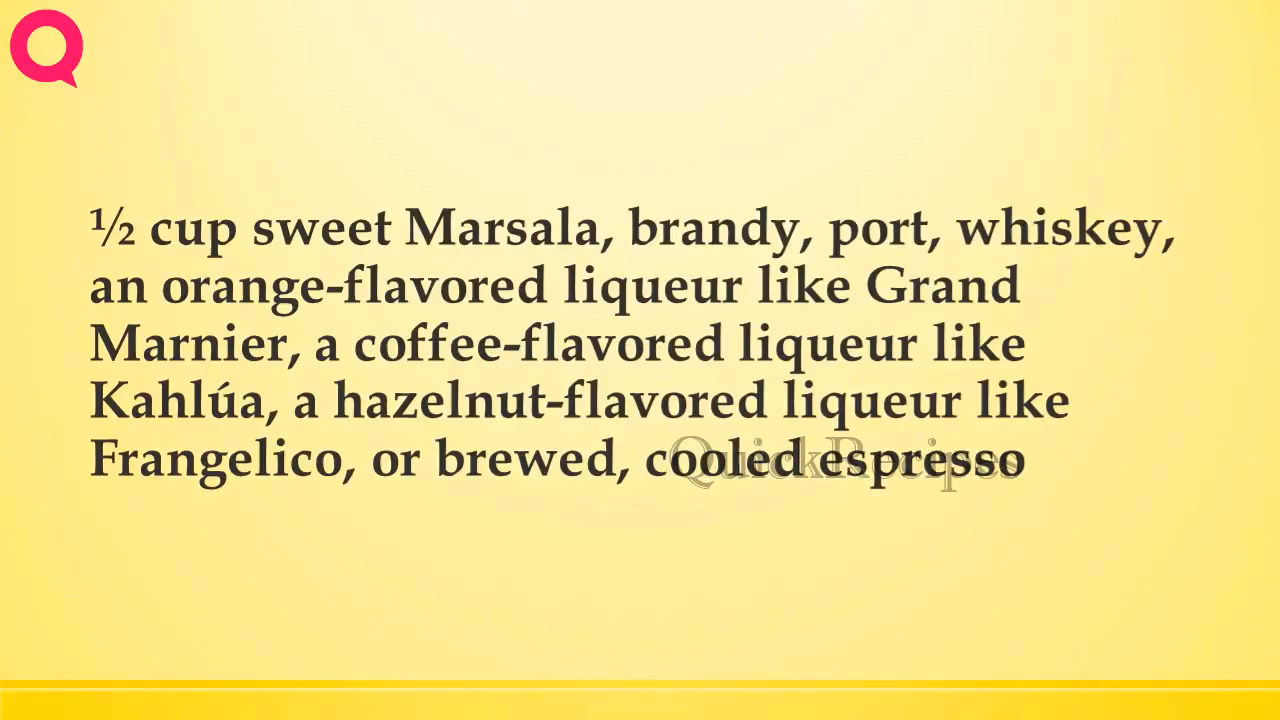 ½ cup sweet Marsala, brandy, port, whiskey,
an orange-flavored liqueur like Grand
Marnier, a coffee-flavored liqueur like
Kahlúa, a hazelnut-flavored liqueur like
Frangelico, or brewed, cooled espresso
QuickRecipes